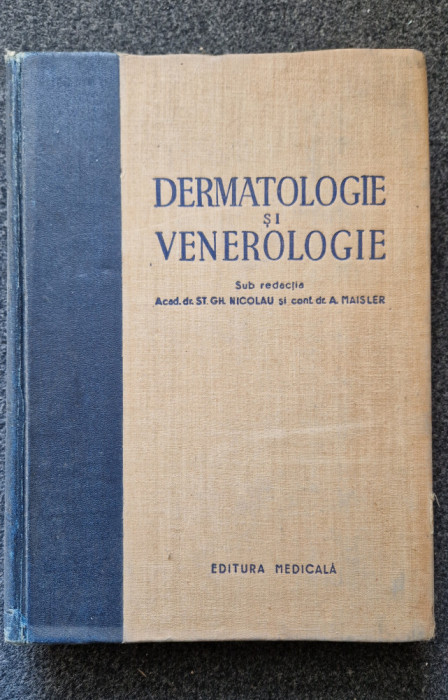 DERMATOLOGIE
ȘI
VENEROLOGIE
Sub redacția
Acad. dr. ST. GH. NICOLAU și conf. dr. A. MAISLER
EDITURA MEDICALĂ